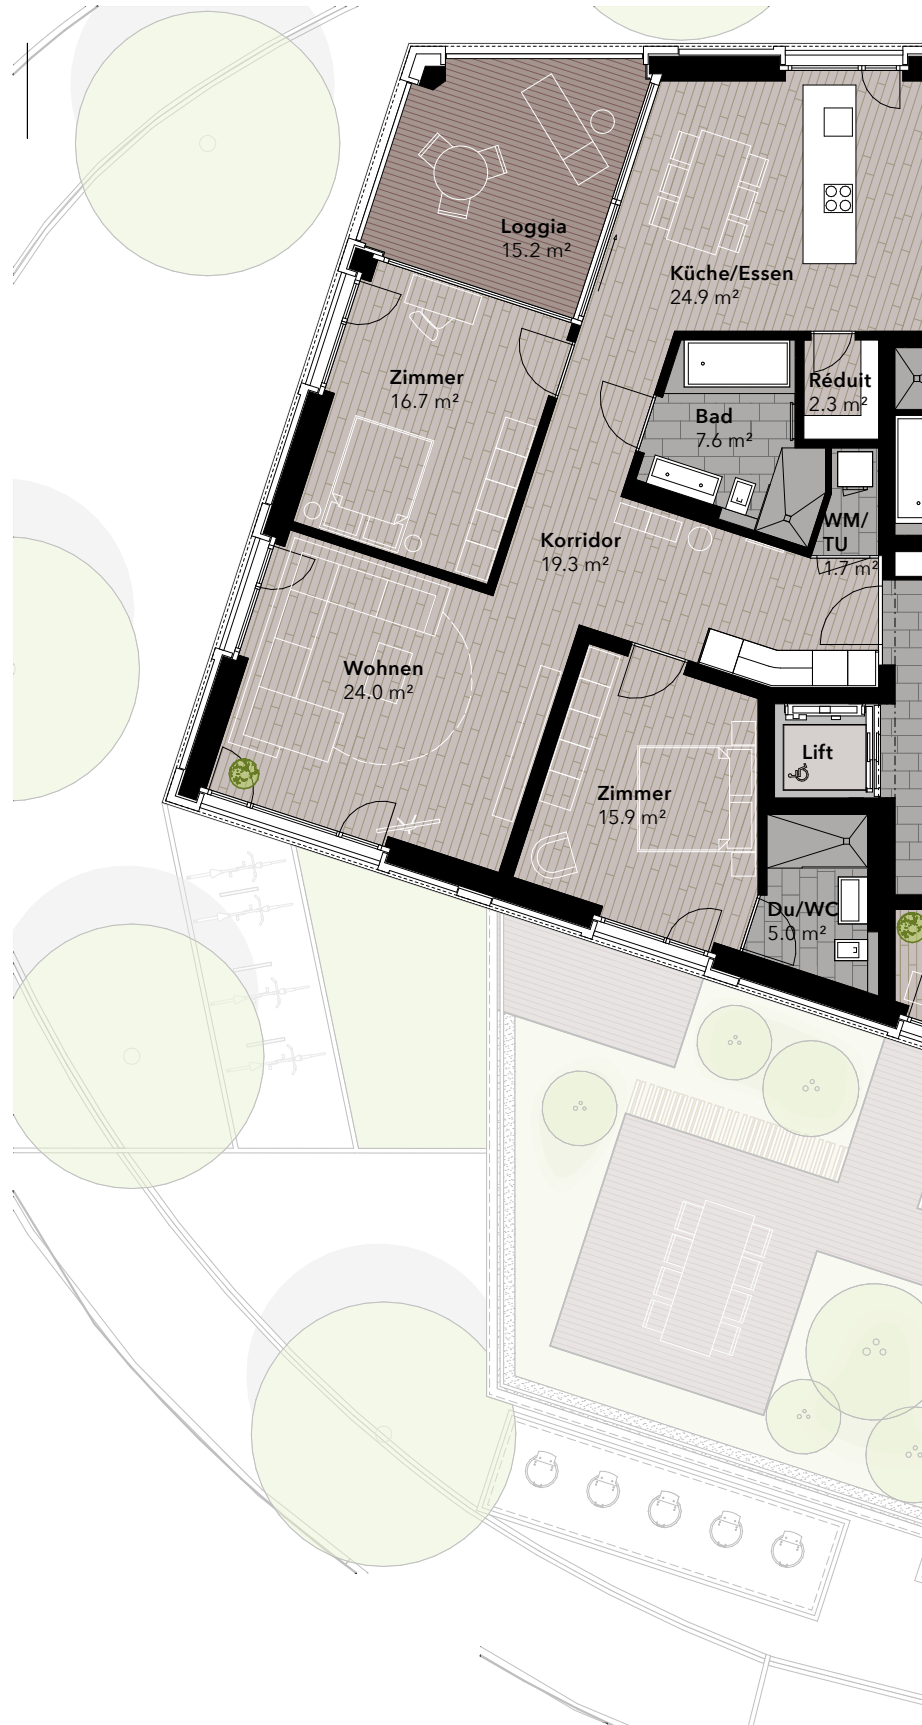 Loggia
15.2 m²
Küche/Essen
24.9 m²
Zimmer
16.7 m²
Réduit
2.3 m²
Bad
7.6 m²
WM/
TU
1.7 m²
Korridor
19.3 m²
Wohnen
24.0 m²
Lift
Zimmer
15.9 m²
Du/WC
5.0 m²